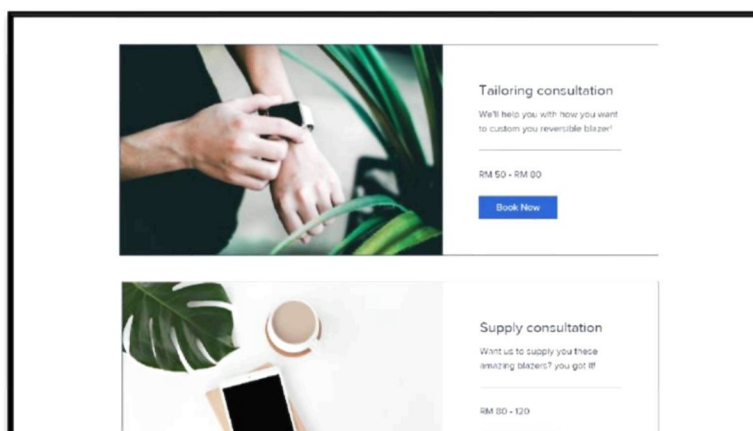 Tailoring consultation
We'll help you with how you want
to custom you reversible blazer!
RM 50 - RM 80
Book Now
Supply consultation
Want us to supply you these
amazing blazers? you got it!
RM 80 - 120